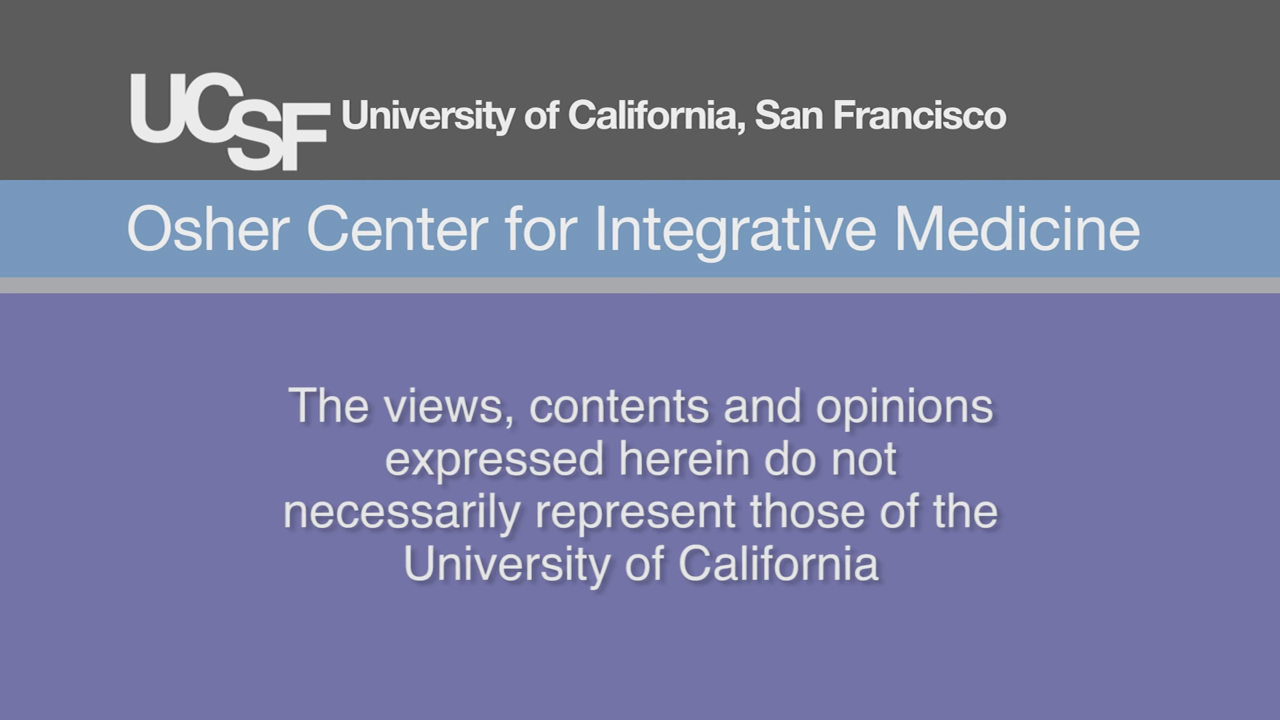 UCSF University of California, San Francisco
Osher Center for Integrative Medicine
The views, contents and opinions
expressed herein do not
necessarily represent those of the
University of California